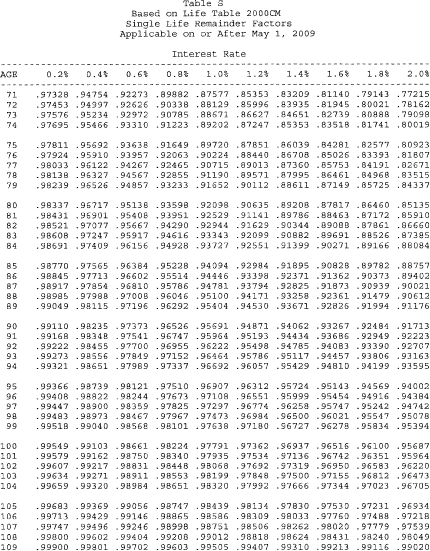 Table S
Based on Life Table 2000CM
Single Life Remainder Factors
Applicable on or After May 1, 2009
Interest Rate
AGE 0.2% 0.4% 0.6% 0.8% 1.0% 1.2% 1.4% 1.6% 1.8% 2.0%
71 .97328 .94754 .92273 .89882 .87577 .85353 .83209 .81140 .79143 .77215
72 .97453 .94997 .92626 .90338 .88129 .85996 .83935 .81945 .80021 .78162
73 .97576 .95234 .92972 .90785 .88671 .86627 .84651 .82739 .80888 .79098
74 .97695 .95466 .93310 .91223 .89202 .87247 .85353 .83518 .81741 .80019
75 .97811 .95692 .93638 .91649 .89720 .87851 .86039 .84281 .82577 .80923
76 .97924 .95910 .93957 .92063 .90224 .88440 .86708 .85026 .83393 .81807
77 .98033 .96122 .94267 .92465 .90715 .89013 .87360 .85753 .84191 .82671
78 .98138 .96327 .94567 .92855 .91190 .89571 .87995 .86461 .84968 .83515
79 .98239 .96526 .94857 .93233 .91652 .90112 .88611 .87149 .85725 .84337
80 .98337 .96717 .95138 .93598 .92098 .90635 .89208 .87817 .86460 .85135
81 .98431 .96901 .95408 .93952 .92529 .91141 .89786 .88463 .87172 .85910
82 .98521 .97077 .95667 .94290 .92944 .91629 .90344 .89088 .87861 .86660
83 .98608 .97247 .95917 .94616 .93343 .92099 .90882 .89691 .88526 .87385
84 .98691 .97409 .96156 .94928 .93727 .92551 .91399 .90271 .89166 .88084
85 .98770 .97565 .96384 .95228 .94094 .92984 .91895 .90828 .89782 .88757
86 .98845 .97713 .96602 .95514 .94446 .93398 .92371 .91362 .90373 .89402
87 .98917 .97854 .96810 .95786 .94781 .93794 .92825 .91873 .90939 .90021
88 .98985 .97988 .97008 .96046 .95100 .94171 .93258 .92361 .91479 .90612
89 .99049 .98115 .97196 .96292 .95404 .94530 .93671 .92826 .91994 .91176
90 .99110 .98235 .97373 .96526 .95691 .94871 .94062 .93267 .92484 .91713
91 .99168 .98348 .97541 .96747 .95964 .95193 .94434 .93686 .92949 .92223
92 .99222 .98455 .97700 .96955 .96222 .95498 .94785 .94083 .93390 .92707
93 .99273 .98556 .97849 .97152 .96464 .95786 .95117 .94457 .93806 .93163
94 .99321 .98651 .97989 .97337 .96692 .96057 .95429 .94810 .94199 .93595
95 .99366 .98739 .98121 .97510 .96907 .96312 .95724 .95143 .94569 .94002
96 .99408 .98822 .98244 .97673 .97108 .96551 .95999 .95454 .94916 .94384
97 .99447 .98900 .98359 .97825 .97297 .96774 .96258 .95747 .95242 .94742
98 .99483 .98973 .98467 .97967 .97473 .96984 .96500 .96021 .95547 .95078
99 .99518 .99040 .98568 .98101 .97638 .97180 .96727 .96278 .95834 .95394
100 .99549 .99103 .98661 .98224 .97791 .97362 .96937 .96516 .96100 .95687
101 .99579 .99162 .98750 .98340 .97935 .97534 .97136 .96742 .96351 .95964
102 .99607 .99217 .98831 .98448 .98068 .97692 .97319 .96950 .96583 .96220
103 .99634 .99271 .98911 .98553 .98199 .97848 .97500 .97155 .96812 .96473
104 .99659 .99320 .98984 .98651 .98320 .97992 .97666 .97344 .97023 .96705
105 .99683 .99369 .99056 .98747 .98439 .98134 .97830 .97530 .97231 .96934
106 .99713 .99429 .99146 .98865 .98586 .98309 .98033 .97760 .97488 .97218
107 .99747 .99496 .99246 .98998 .98751 .98506 .98262 .98020 .97779 .97539
108 .99800 .99602 .99404 .99208 .99012 .98818 .98624 .98431 .98240 .98049
109 .99900 .99801 .99702 .99603 .99505 .99407 .99310 .99213 .99116 .99020